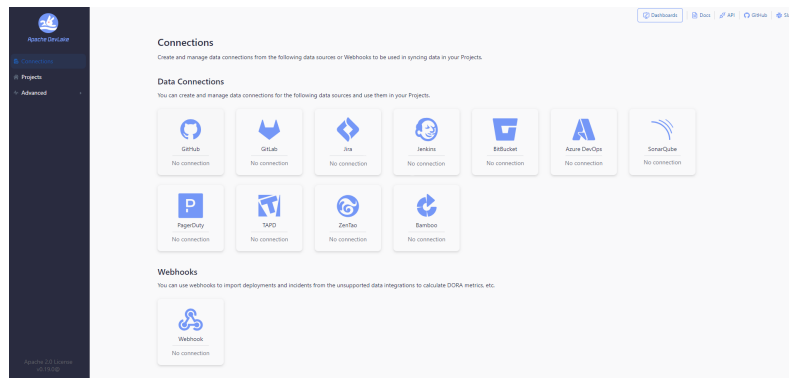 Apache DevLake
Connections
Projects
Advanced
Apache 2.0 License
Dashboards
Docs
API
GitHub
Connections
Create and manage data connections from the following data sources or Webhooks to be used in syncing data in your Projects.
Data Connections
You can create and manage data connections for the following data sources and use them in your Projects.
GitHub
No connection
GitLab
No connection
Jira
No connection
Jenkins
No connection
BitBucket
No connection
Azure DevOps
No connection
SonarQube
No connection
PagerDuty
No connection
TAPD
No connection
ZenTao
No connection
Bamboo
No connection
Webhooks
You can use webhooks to import deployments and incidents from the unsupported data integrations to calculate DORA metrics, etc.
Webhook
No connection